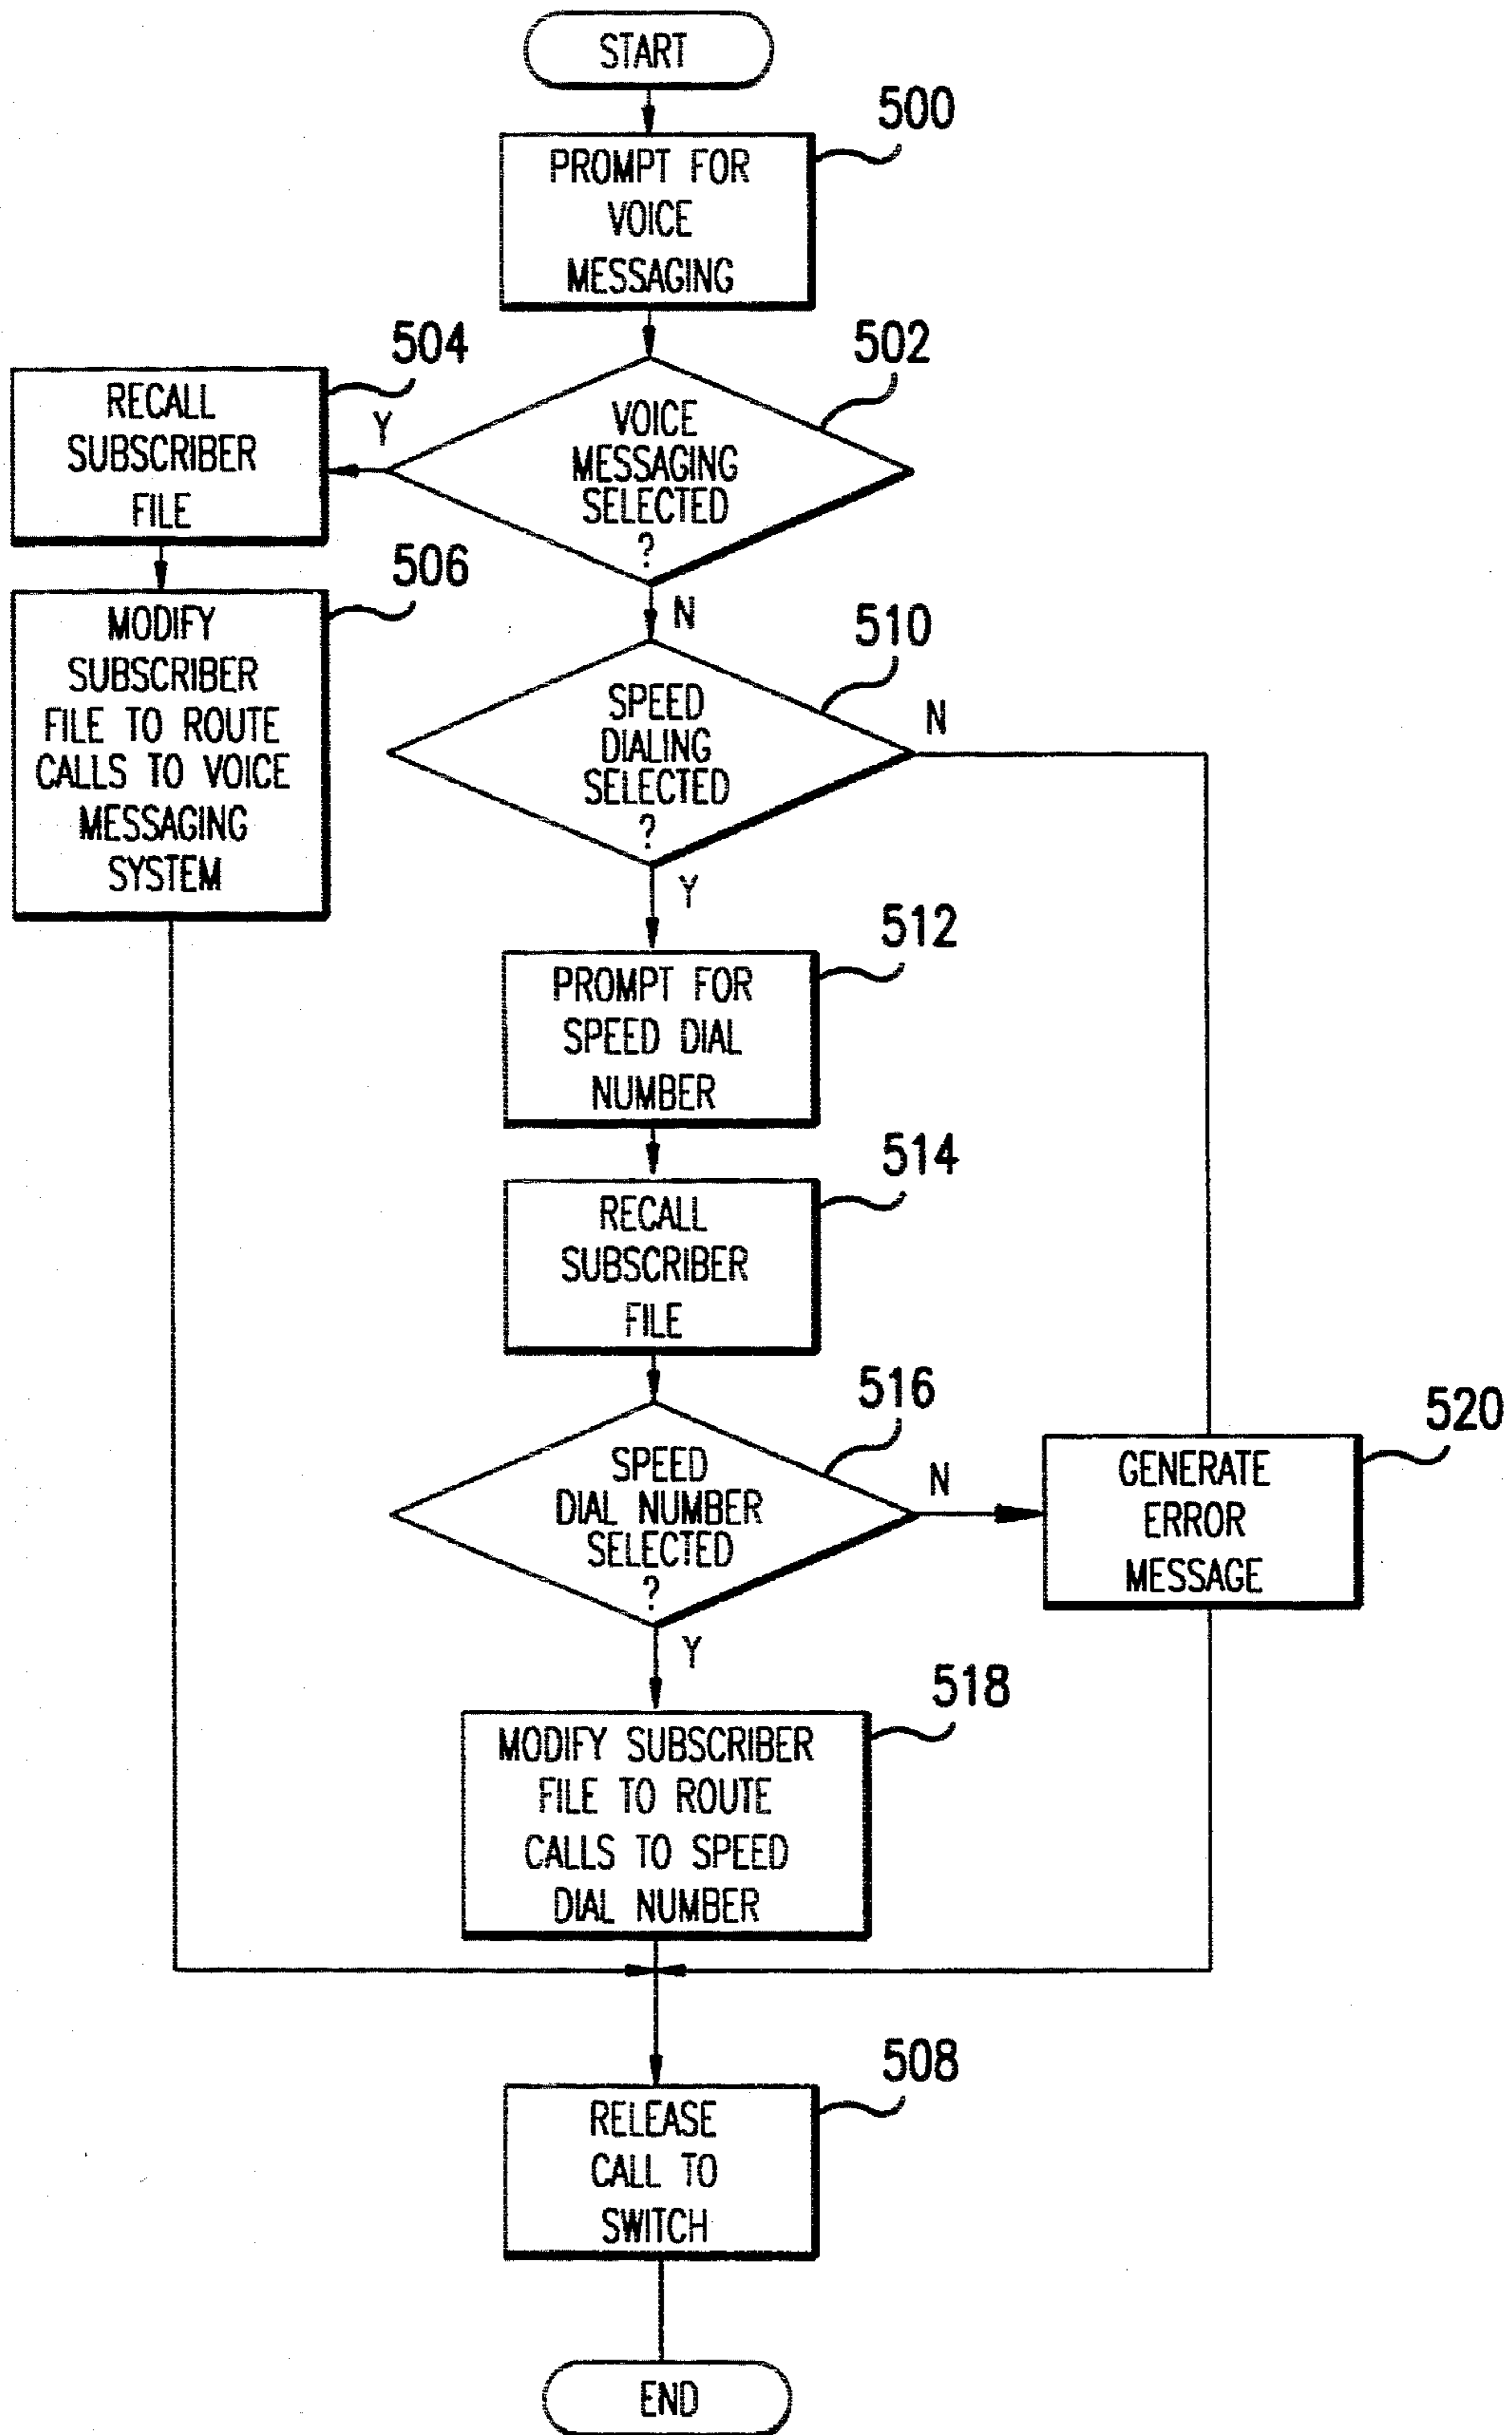 START
500
PROMPT FOR
VOICE
MESSAGING
502
VOICE
MESSAGING
SELECTED
?
Y
504
RECALL
SUBSCRIBER
FILE
506
MODIFY
SUBSCRIBER
FILE TO ROUTE
CALLS TO VOICE
MESSAGING
SYSTEM
N
510
SPEED
DIALING
SELECTED
?
N
Y
512
PROMPT FOR
SPEED DIAL
NUMBER
514
RECALL
SUBSCRIBER
FILE
516
SPEED
DIAL NUMBER
SELECTED
?
N
520
GENERATE
ERROR
MESSAGE
Y
518
MODIFY SUBSCRIBER
FILE TO ROUTE
CALLS TO SPEED
DIAL NUMBER
508
RELEASE
CALL TO
SWITCH
END